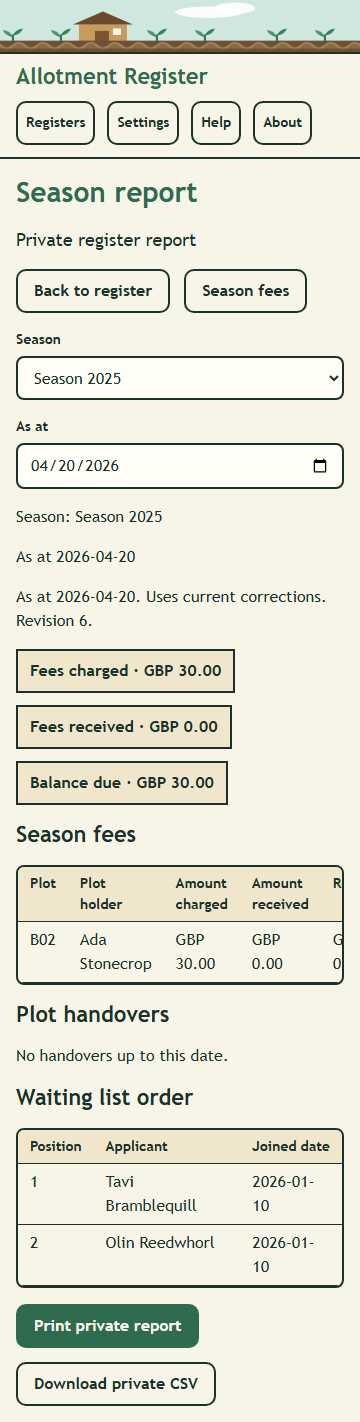 Allotment Register
Registers Settings Help About
Season report
Private register report
Back to register Season fees
Season
Season 2025
As at
04/20/2026
Season: Season 2025
As at 2026-04-20
As at 2026-04-20. Uses current corrections.
Revision 6.
Fees charged · GBP 30.00
Fees received · GBP 0.00
Balance due · GBP 30.00
Season fees
Plot Plot Amount Amount
holder charged received
B02 Ada GBP GBP
Stonecrop 30.00 0.00
Plot handovers
No handovers up to this date.
Waiting list order
Position Applicant Joined date
1 Tavi 2026-01-
Bramblequill 10
2 Olin Reedwhorl 2026-01-
10
Print private report
Download private CSV